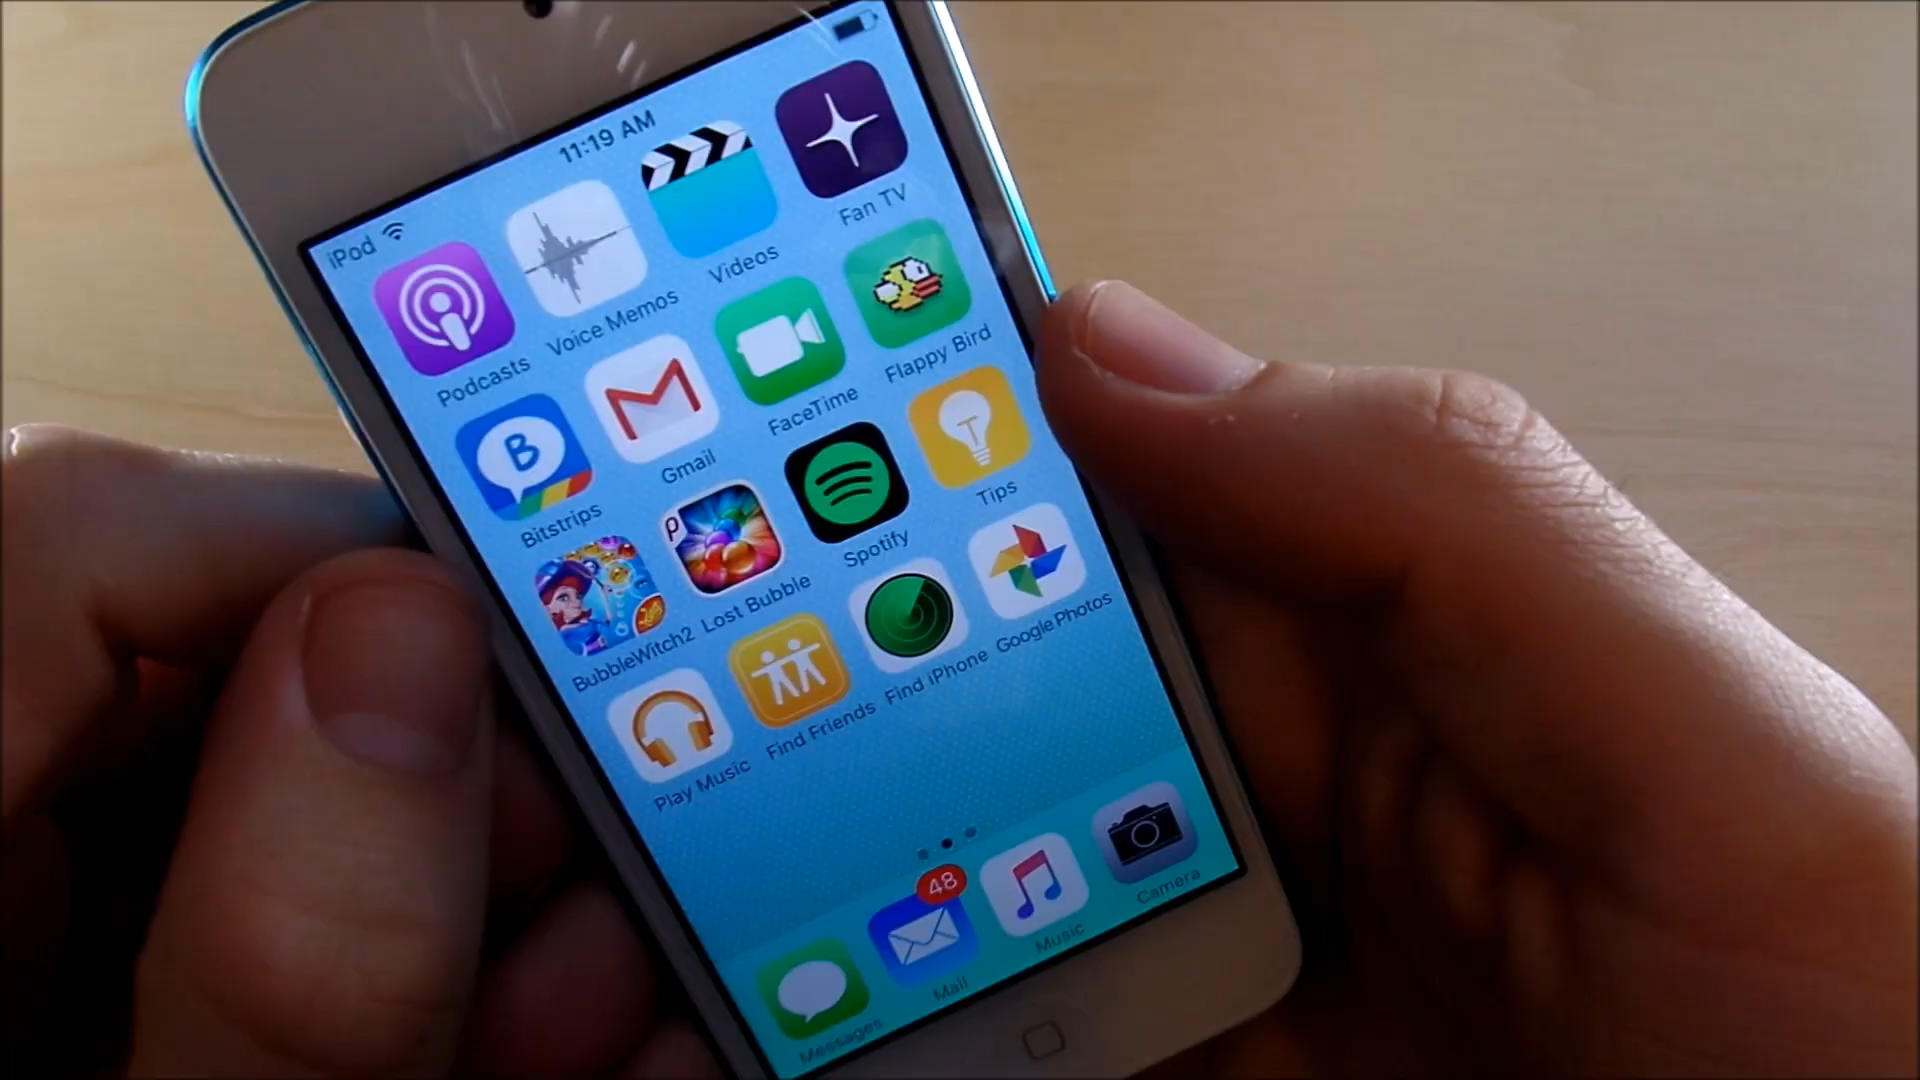 iPod
11:19 AM
Podcasts
Voice Memos
Videos
Fan TV
B
Bitstrips
Gmail
FaceTime
Flappy Bird
BubbleWitch2
Lost Bubble
Spotify
T
Tips
Play Music
Find Friends
Find iPhone
Google Photos
48
Messages
Mail
Music
Camera